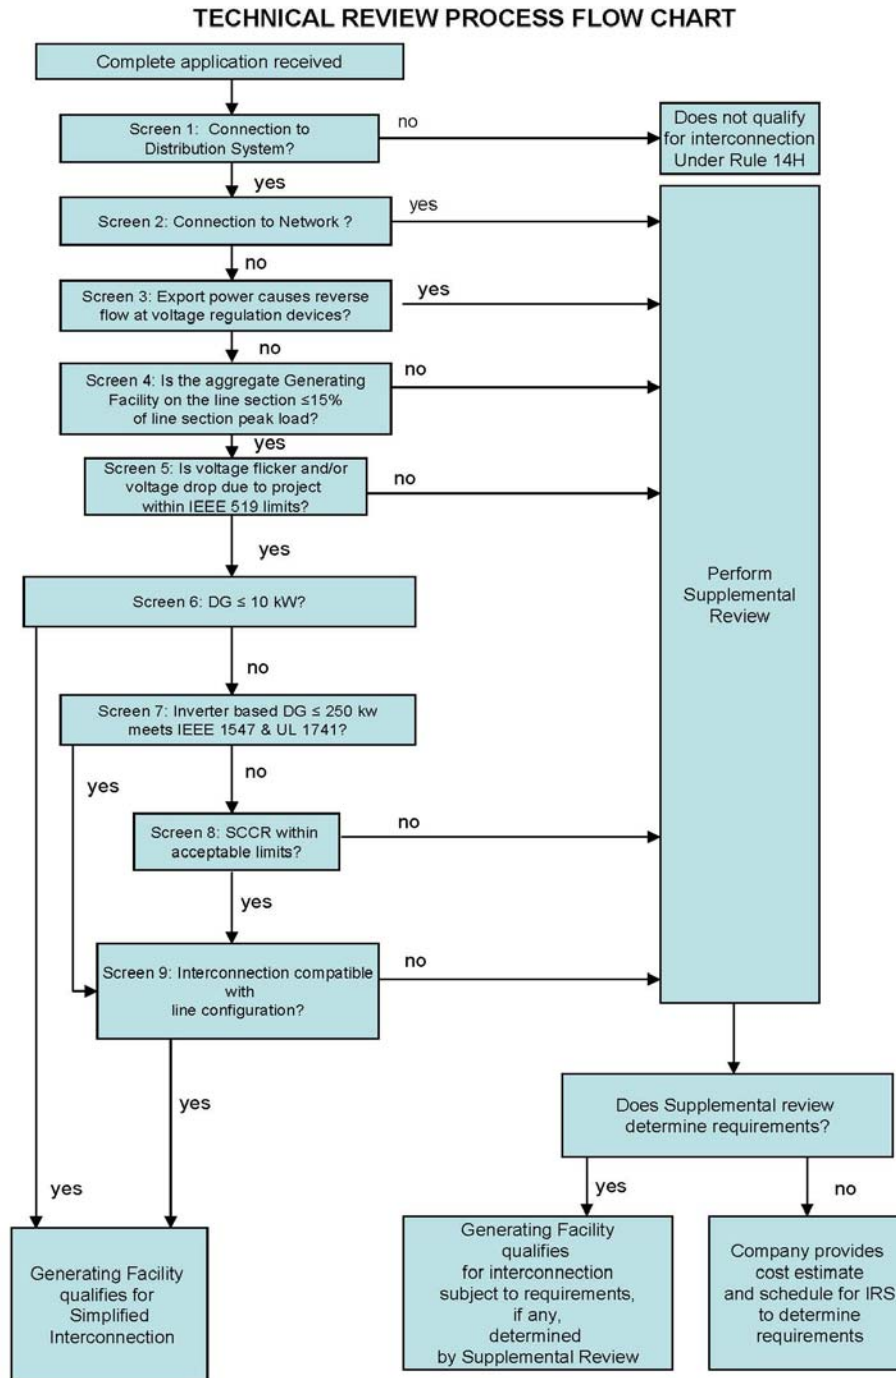 TECHNICAL REVIEW PROCESS FLOW CHART
Complete application received
Screen 1: Connection to
Distribution System?
no
Does not qualify
for interconnection
Under Rule 14H
yes
Screen 2: Connection to Network ?
yes
no
Screen 3: Export power causes reverse
flow at voltage regulation devices?
yes
no
Screen 4: Is the aggregate Generating
Facility on the line section ≤15%
of line section peak load?
no
yes
Screen 5: Is voltage flicker and/or
voltage drop due to project
within IEEE 519 limits?
no
yes
Perform
Supplemental
Review
Screen 6: DG ≤ 10 kW?
no
Screen 7: Inverter based DG ≤ 250 kw
meets IEEE 1547 & UL 1741?
yes
no
Screen 8: SCCR within
acceptable limits?
no
yes
Screen 9: Interconnection compatible
with
line configuration?
no
yes
Does Supplemental review
determine requirements?
yes
yes
no
Generating Facility
qualifies for
Simplified
Interconnection
Generating Facility
qualifies
for interconnection
subject to requirements,
if any,
determined
by Supplemental Review
Company provides
cost estimate
and schedule for IRS
to determine
requirements